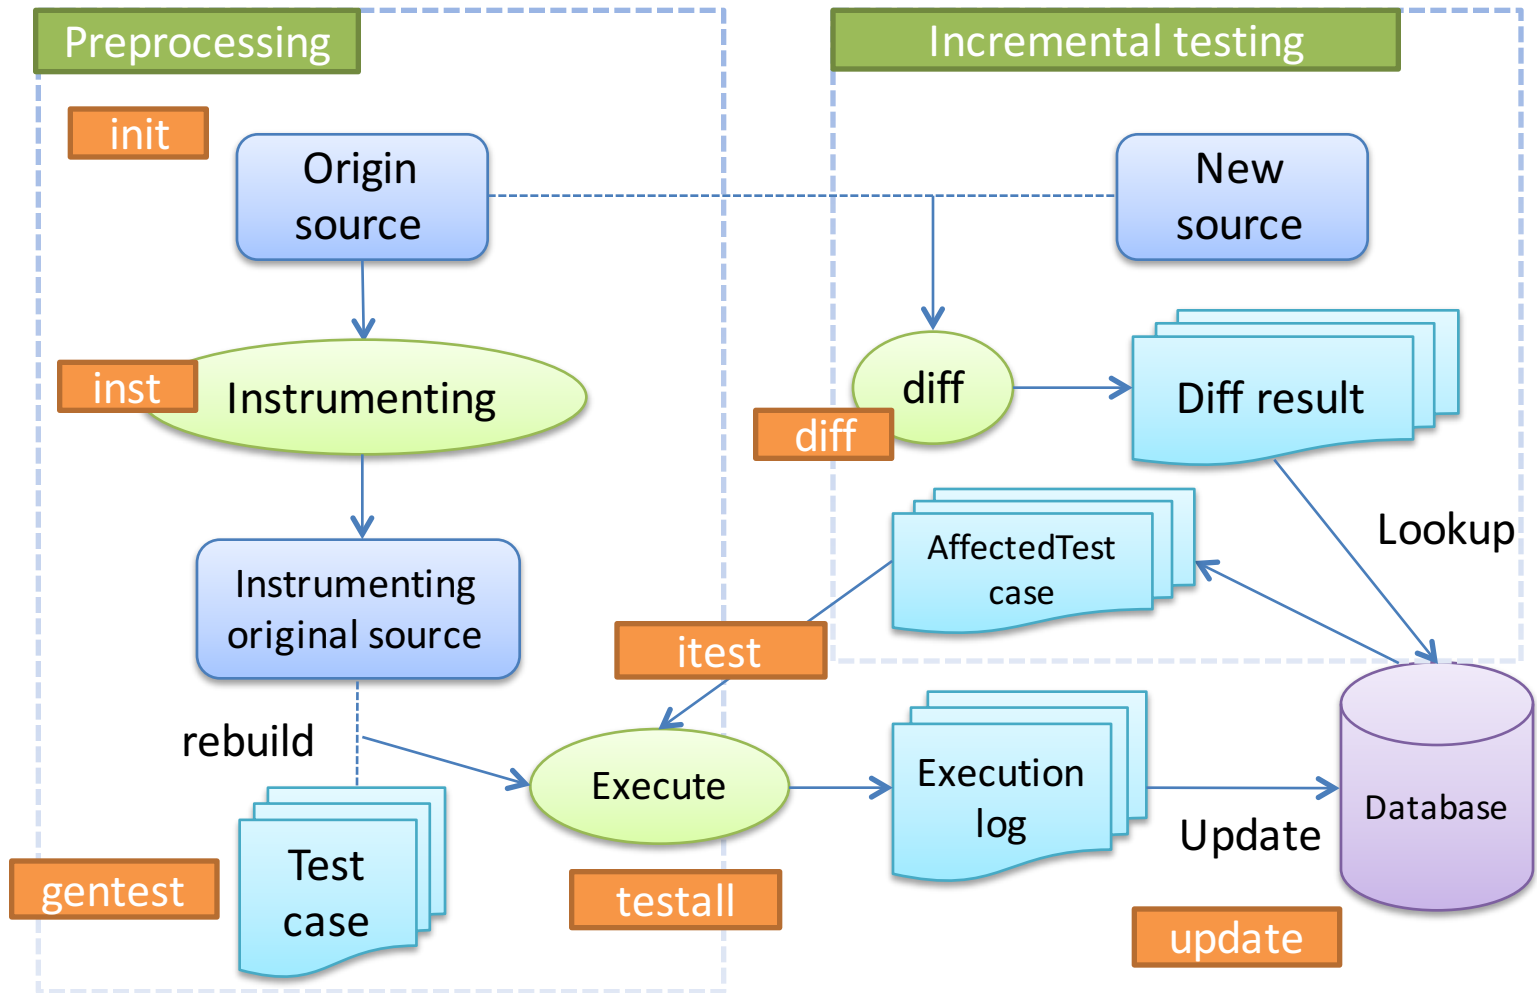 Preprocessing
Incremental testing
init
Origin
source
New
source
inst
Instrumenting
diff
diff
Diff result
Lookup
AffectedTest
case
Instrumenting
original source
itest
rebuild
Execute
Execution
log
Update
Database
gentest
Test
case
testall
update